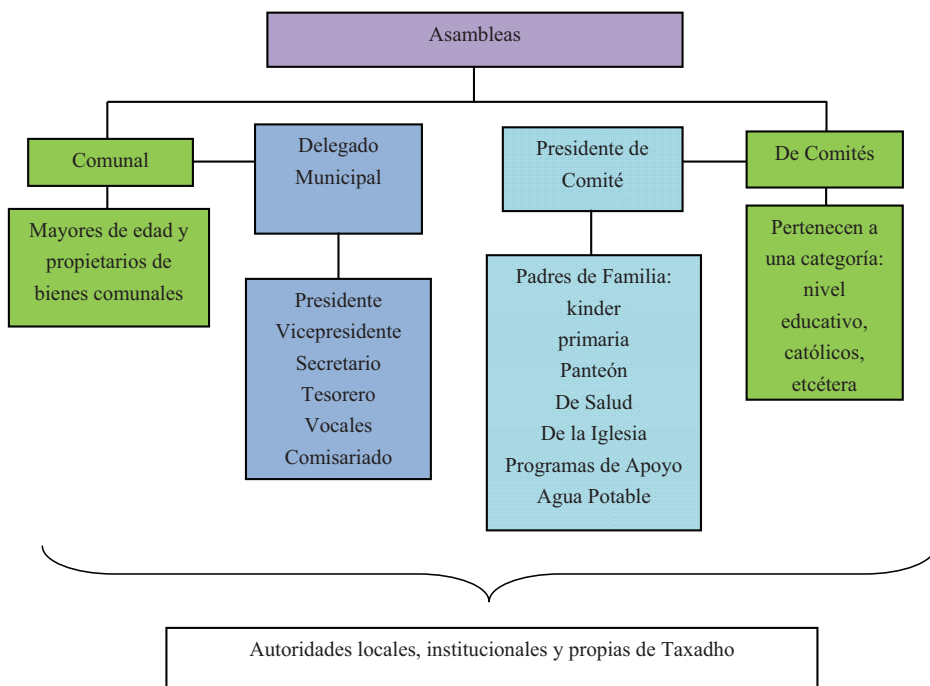 Asambleas
Comunal
Delegado
Municipal
Presidente de
Comité
De Comités
Mayores de edad y
propietarios de
bienes comunales
Presidente
Vicepresidente
Secretario
Tesorero
Vocales
Comisariado
Padres de Familia:
kinder
primaria
Panteón
De Salud
De la Iglesia
Programas de Apoyo
Agua Potable
Pertenecen a
una categoría:
nivel
educativo,
católicos,
etcétera
Autoridades locales, institucionales y propias de Taxadho